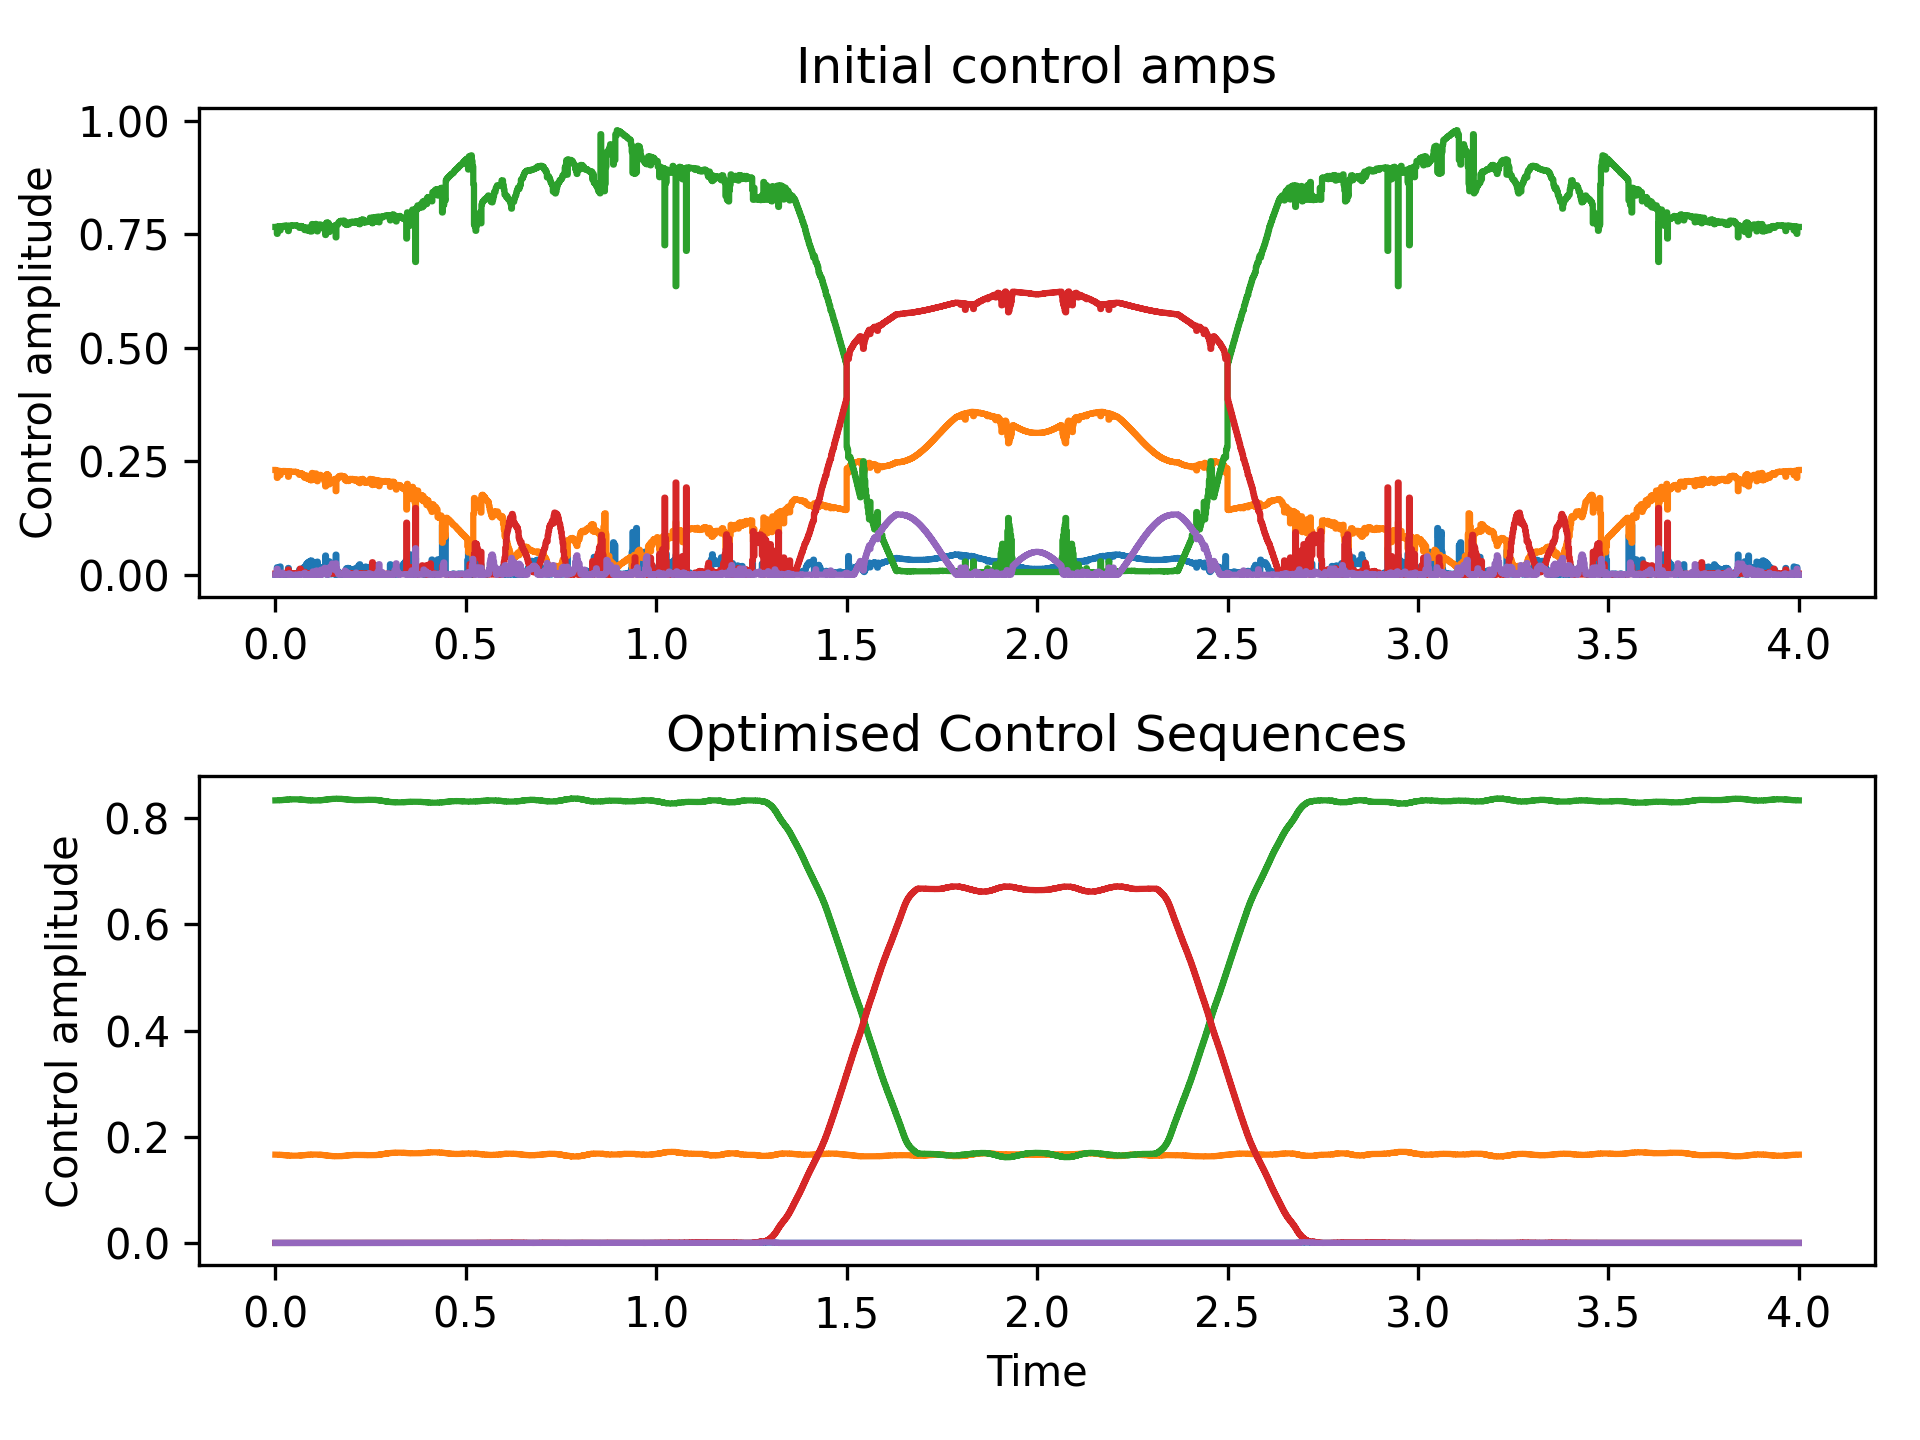 Initial control amps
Control amplitude
1.00
0.75
0.50
0.25
0.00
0.0 0.5 1.0 1.5 2.0 2.5 3.0 3.5 4.0
Optimised Control Sequences
Control amplitude
0.8
0.6
0.4
0.2
0.0
0.0 0.5 1.0 1.5 2.0 2.5 3.0 3.5 4.0
Time